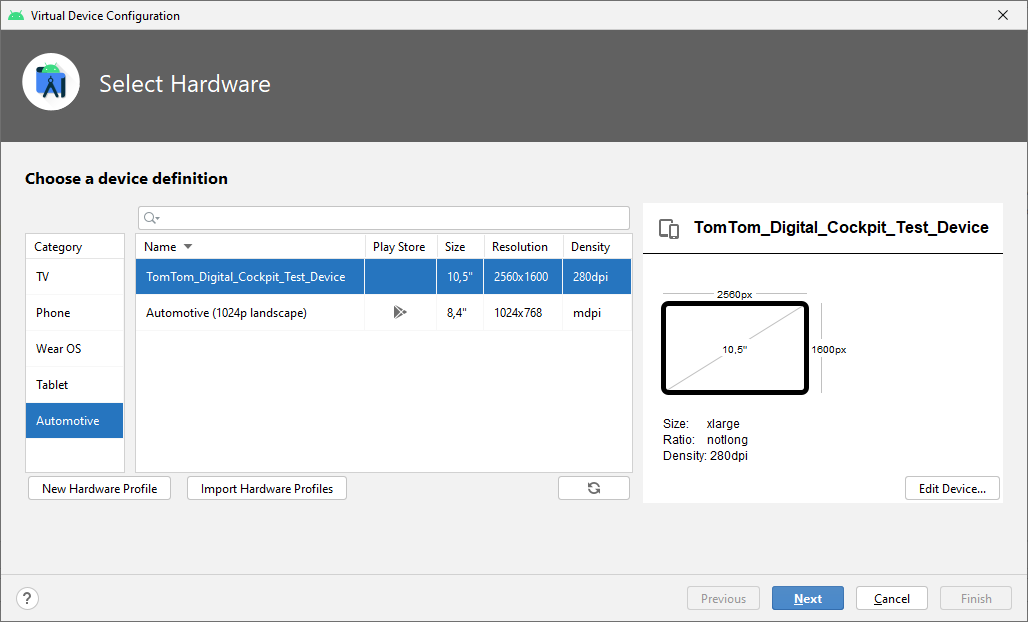 Virtual Device Configuration
Select Hardware
Choose a device definition
Category
TV
Phone
Wear OS
Tablet
Automotive
Name Play Store Size Resolution Density
TomTom_Digital_Cockpit_Test_Device 10,5" 2560x1600 280dpi
Automotive (1024p landscape) 8,4" 1024x768 mdpi
New Hardware Profile Import Hardware Profiles
TomTom_Digital_Cockpit_Test_Device
2560px
10,5" 1600px
Size: xlarge
Ratio: notlong
Density: 280dpi
Edit Device...
? Previous Next Cancel Finish